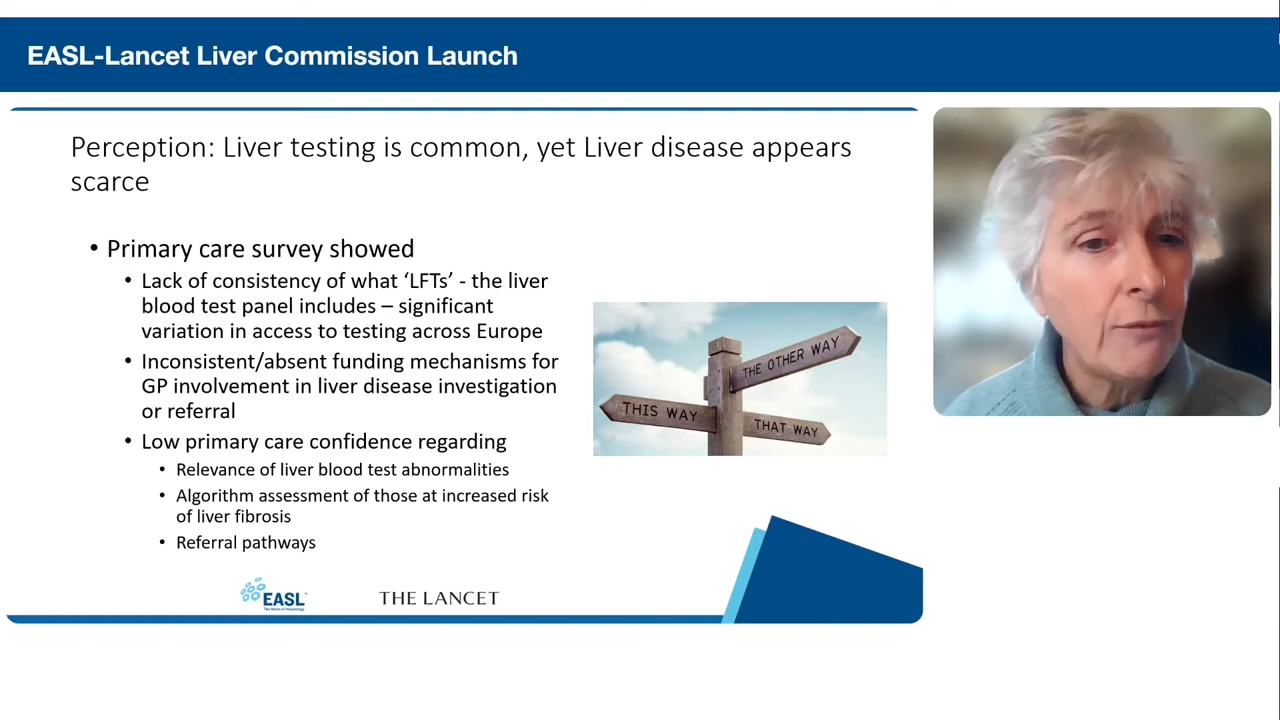 EASL-Lancet Liver Commission Launch
Perception: Liver testing is common, yet Liver disease appears
scarce
• Primary care survey showed
• Lack of consistency of what ‘LFTs’ - the liver
blood test panel includes – significant
variation in access to testing across Europe
• Inconsistent/absent funding mechanisms for
GP involvement in liver disease investigation
or referral
• Low primary care confidence regarding
• Relevance of liver blood test abnormalities
• Algorithm assessment of those at increased risk
of liver fibrosis
• Referral pathways
THE OTHER WAY
THIS WAY
THAT WAY
EASL
The Home of Hepatology
THE LANCET